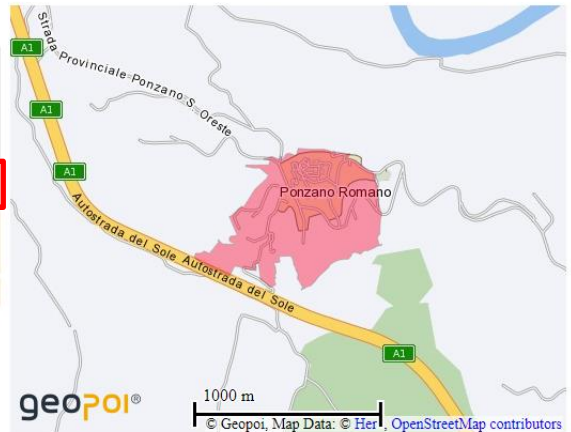 Strada Provinciale Ponzano S. Oreste
A1
A1
A1
Ponzano Romano
Autostrada del Sole Autostrada del Sole
A1
geopoi®
1000 m
© Geopoi, Map Data: © Her, OpenStreetMap contributors